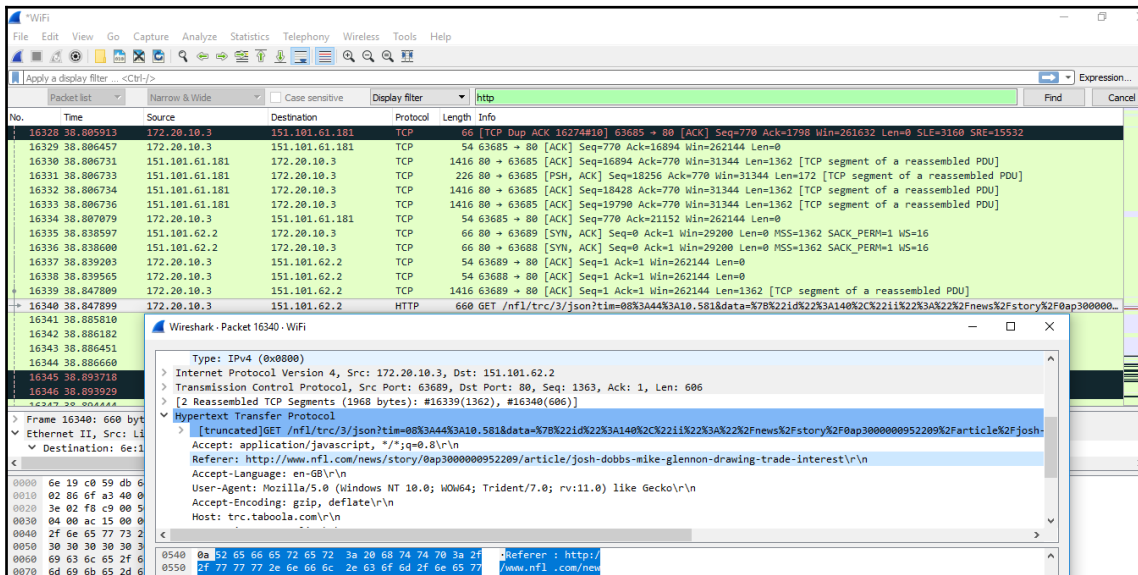 *WiFi
File Edit View Go Capture Analyze Statistics Telephony Wireless Tools Help
Apply a display filter ... <Ctrl-/> Expression...
Packet list Narrow & Wide Case sensitive Display filter http Find Cancel
No. Time Source Destination Protocol Length Info
16328 38.805913 172.20.10.3 151.101.61.181 TCP 66 [TCP Dup ACK 16274#10] 63685 → 80 [ACK] Seq=770 Ack=1798 Win=261632 Len=0 SLE=3160 SRE=15532
16329 38.806457 172.20.10.3 151.101.61.181 TCP 54 63685 → 80 [ACK] Seq=770 Ack=16894 Win=262144 Len=0
16330 38.806731 151.101.61.181 172.20.10.3 TCP 1416 80 → 63685 [ACK] Seq=16894 Ack=770 Win=31344 Len=1362 [TCP segment of a reassembled PDU]
16331 38.806733 151.101.61.181 172.20.10.3 TCP 226 80 → 63685 [PSH, ACK] Seq=18256 Ack=770 Win=31344 Len=172 [TCP segment of a reassembled PDU]
16332 38.806734 151.101.61.181 172.20.10.3 TCP 1416 80 → 63685 [ACK] Seq=18428 Ack=770 Win=31344 Len=1362 [TCP segment of a reassembled PDU]
16333 38.806736 151.101.61.181 172.20.10.3 TCP 1416 80 → 63685 [ACK] Seq=19790 Ack=770 Win=31344 Len=1362 [TCP segment of a reassembled PDU]
16334 38.807079 172.20.10.3 151.101.61.181 TCP 54 63685 → 80 [ACK] Seq=770 Ack=21152 Win=262144 Len=0
16335 38.838597 151.101.62.2 172.20.10.3 TCP 66 80 → 63689 [SYN, ACK] Seq=0 Ack=1 Win=29200 Len=0 MSS=1362 SACK_PERM=1 WS=16
16336 38.838600 151.101.62.2 172.20.10.3 TCP 66 80 → 63688 [SYN, ACK] Seq=0 Ack=1 Win=29200 Len=0 MSS=1362 SACK_PERM=1 WS=16
16337 38.839203 172.20.10.3 151.101.62.2 TCP 54 63689 → 80 [ACK] Seq=1 Ack=1 Win=262144 Len=0
16338 38.839565 172.20.10.3 151.101.62.2 TCP 54 63688 → 80 [ACK] Seq=1 Ack=1 Win=262144 Len=0
16339 38.847809 172.20.10.3 151.101.62.2 TCP 1416 63689 → 80 [ACK] Seq=1 Ack=1 Win=262144 Len=1362 [TCP segment of a reassembled PDU]
16340 38.847899 172.20.10.3 151.101.62.2 HTTP 660 GET /nfl/trc/3/json?tim=08%3A44%3A10.581&data=%7B%22id%22%3A140%2C%22ii%22%3A%22%2Fnews%2Fstory%2F0ap300000…
16341 38.885810
16342 38.886182
16343 38.886451
16344 38.886660
16345 38.893718
16346 38.893929
16347 38.894444
Wireshark · Packet 16340 · WiFi
Type: IPv4 (0x0800)
Internet Protocol Version 4, Src: 172.20.10.3, Dst: 151.101.62.2
Transmission Control Protocol, Src Port: 63689, Dst Port: 80, Seq: 1363, Ack: 1, Len: 606
[2 Reassembled TCP Segments (1968 bytes): #16339(1362), #16340(606)]
Hypertext Transfer Protocol
[truncated]GET /nfl/trc/3/json?tim=08%3A44%3A10.581&data=%7B%22id%22%3A140%2C%22ii%22%3A%22%2Fnews%2Fstory%2F0ap3000000952209%2Farticle%2Fjosh-
Accept: application/javascript, */*;q=0.8\r\n
Referer: http://www.nfl.com/news/story/0ap3000000952209/article/josh-dobbs-mike-glennon-drawing-trade-interest\r\n
Accept-Language: en-GB\r\n
User-Agent: Mozilla/5.0 (Windows NT 10.0; WOW64; Trident/7.0; rv:11.0) like Gecko\r\n
Accept-Encoding: gzip, deflate\r\n
Host: trc.taboola.com\r\n
0540 0a 52 65 66 65 72 65 72 3a 20 68 74 74 70 3a 2f ·Referer : http:/
0550 2f 77 77 77 2e 6e 66 6c 2e 63 6f 6d 2f 6e 65 77 /www.nfl .com/new
Frame 16340: 660 byt
Ethernet II, Src: Li
Destination: 6e:1
0000 6e 19 c0 59 db 6
0010 02 86 6f a3 40 0
0020 3e 02 f8 c9 00 5
0030 04 00 ac 15 00 0
0040 2f 6e 65 77 73 2
0050 30 30 30 30 30 3
0060 69 63 6c 65 2f 6
0070 6d 69 6b 65 2d 6